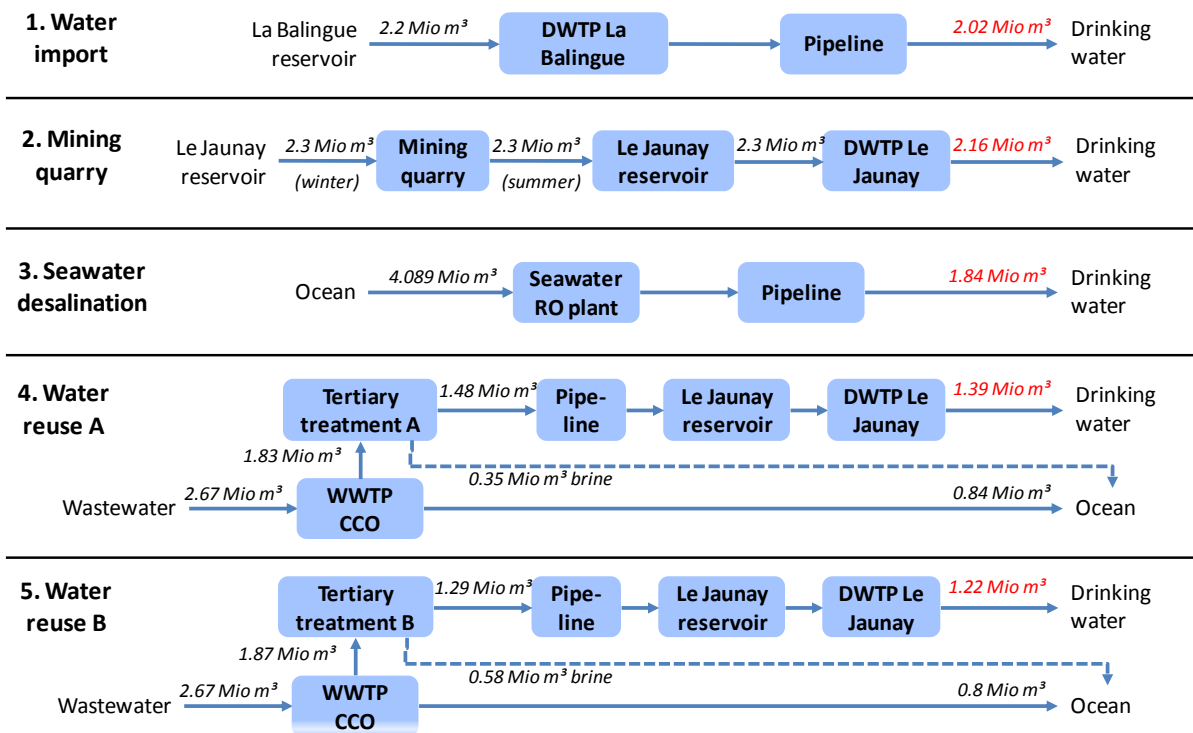 1. Water
import
La Balingue
reservoir
2.2 Mio m³
DWTP La
Balingue
Pipeline
2.02 Mio m³
Drinking
water
2. Mining
quarry
Le Jaunay
reservoir
2.3 Mio m³
(winter)
Mining
quarry
2.3 Mio m³
(summer)
Le Jaunay
reservoir
2.3 Mio m³
DWTP Le
Jaunay
2.16 Mio m³
Drinking
water
3. Seawater
desalination
Ocean
4.089 Mio m³
Seawater
RO plant
Pipeline
1.84 Mio m³
Drinking
water
4. Water
reuse A
Tertiary
treatment A
1.48 Mio m³
Pipe-
line
Le Jaunay
reservoir
DWTP Le
Jaunay
1.39 Mio m³
Drinking
water
1.83 Mio m³
0.35 Mio m³ brine
Wastewater
2.67 Mio m³
WWTP
CCO
0.84 Mio m³
Ocean
5. Water
reuse B
Tertiary
treatment B
1.29 Mio m³
Pipe-
line
Le Jaunay
reservoir
DWTP Le
Jaunay
1.22 Mio m³
Drinking
water
1.87 Mio m³
0.58 Mio m³ brine
Wastewater
2.67 Mio m³
WWTP
CCO
0.8 Mio m³
Ocean